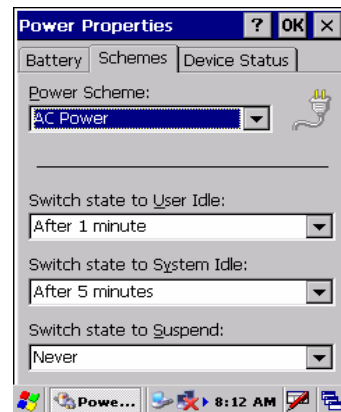 Power Properties ? OK ×
Battery Schemes Device Status
Power Scheme:
AC Power
Switch state to User Idle:
After 1 minute
Switch state to System Idle:
After 5 minutes
Switch state to Suspend:
Never
Powe... 8:12 AM